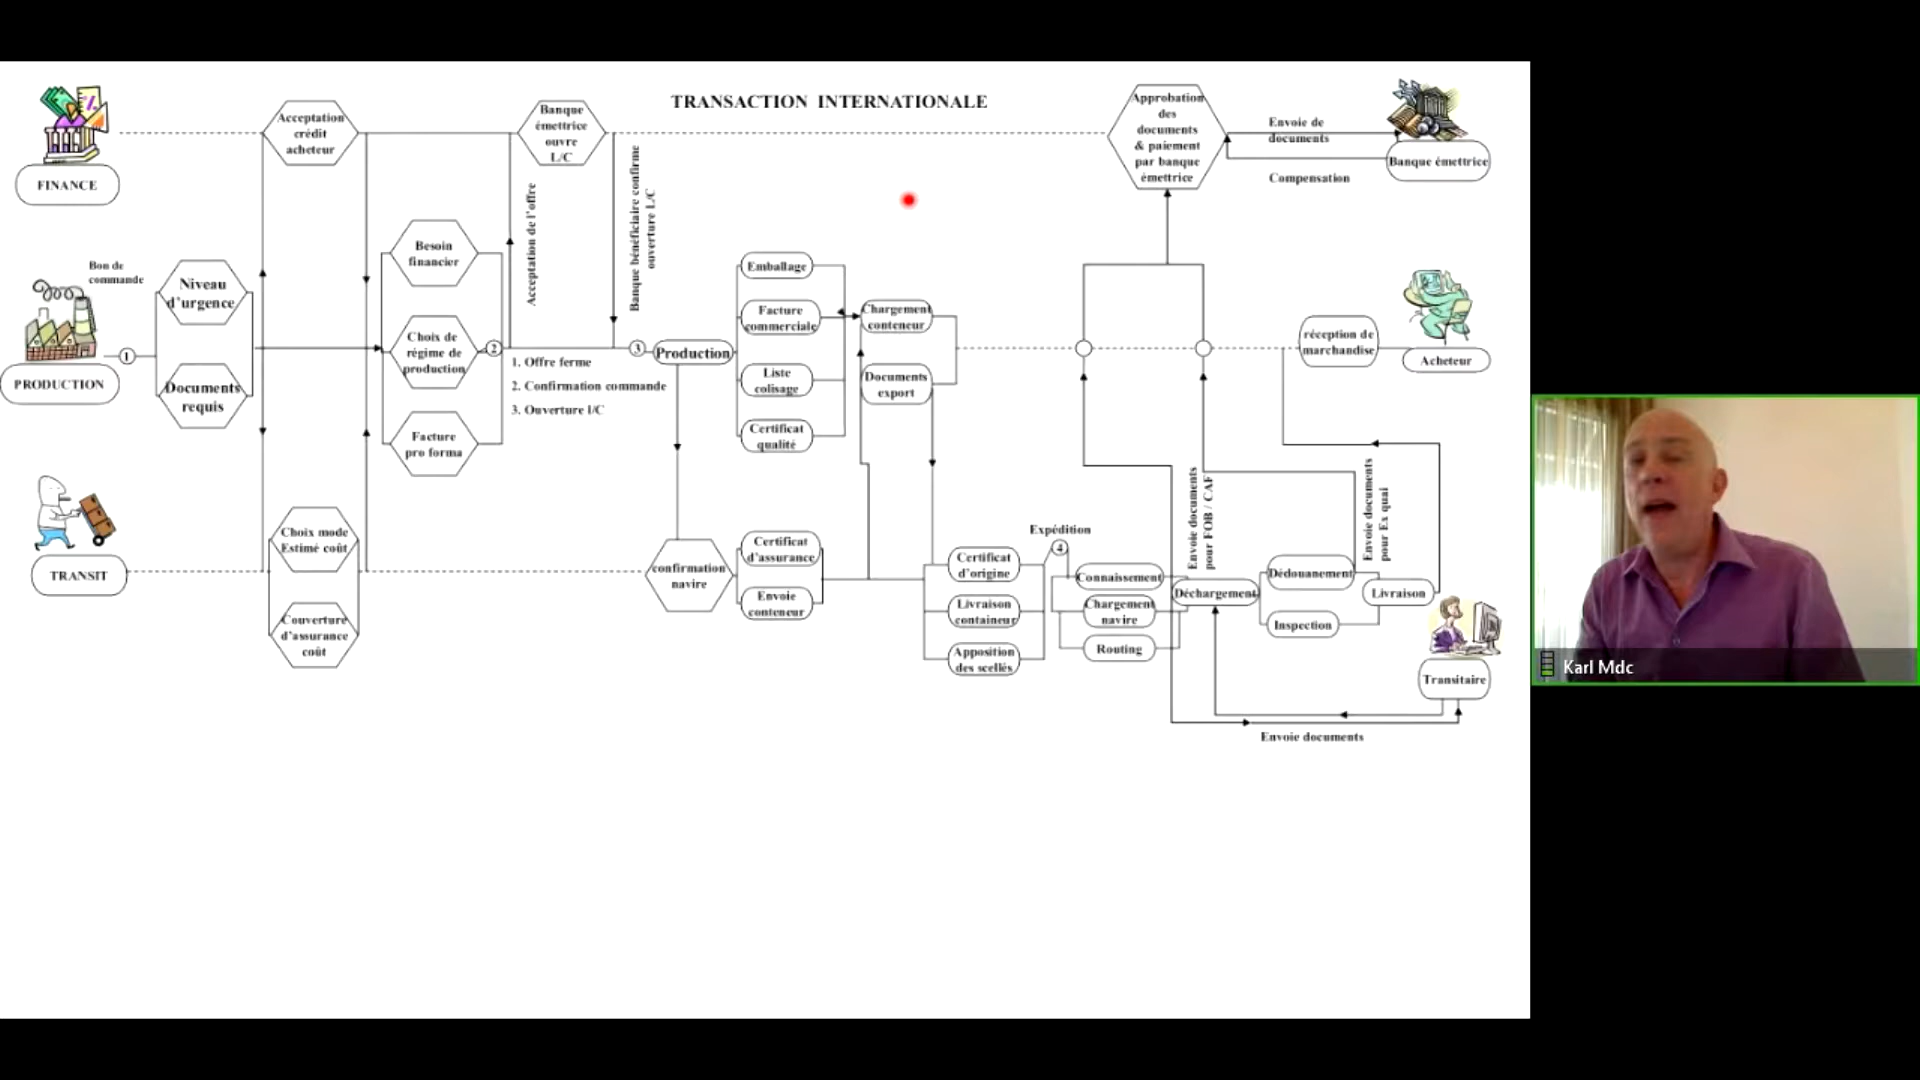 TRANSACTION INTERNATIONALE
FINANCE
Acceptation
crédit
acheteur
Banque
émettrice
ouvre
L/C
Approbation
des
documents
& paiement
par banque
émettrice
Envoie de
documents
Compensation
Banque émettrice
Acceptation de l'offre
Banque bénéficiaire confirme
ouverture L/C
Bon de
commande
PRODUCTION
1
Niveau
d'urgence
Documents
requis
Besoin
financier
Choix de
régime de
production
Facture
pro forma
2
1. Offre ferme
2. Confirmation commande
3. Ouverture l/C
3
Production
Emballage
Facture
commerciale
Liste
colisage
Certificat
qualité
Chargement
conteneur
Documents
export
réception de
marchandise
Acheteur
TRANSIT
Choix mode
Estimé coût
Couverture
d'assurance
coût
confirmation
navire
Certificat
d'assurance
Envoie
conteneur
Certificat
d'origine
Livraison
containeur
Apposition
des scellés
Expédition
4
Connaissement
Chargement
navire
Routing
Envoie documents
pour FOB / CAF
Déchargement
Dédouanement
Inspection
Envoie documents
pour Ex quai
Livraison
Transitaire
Envoie documents
Karl Mdc